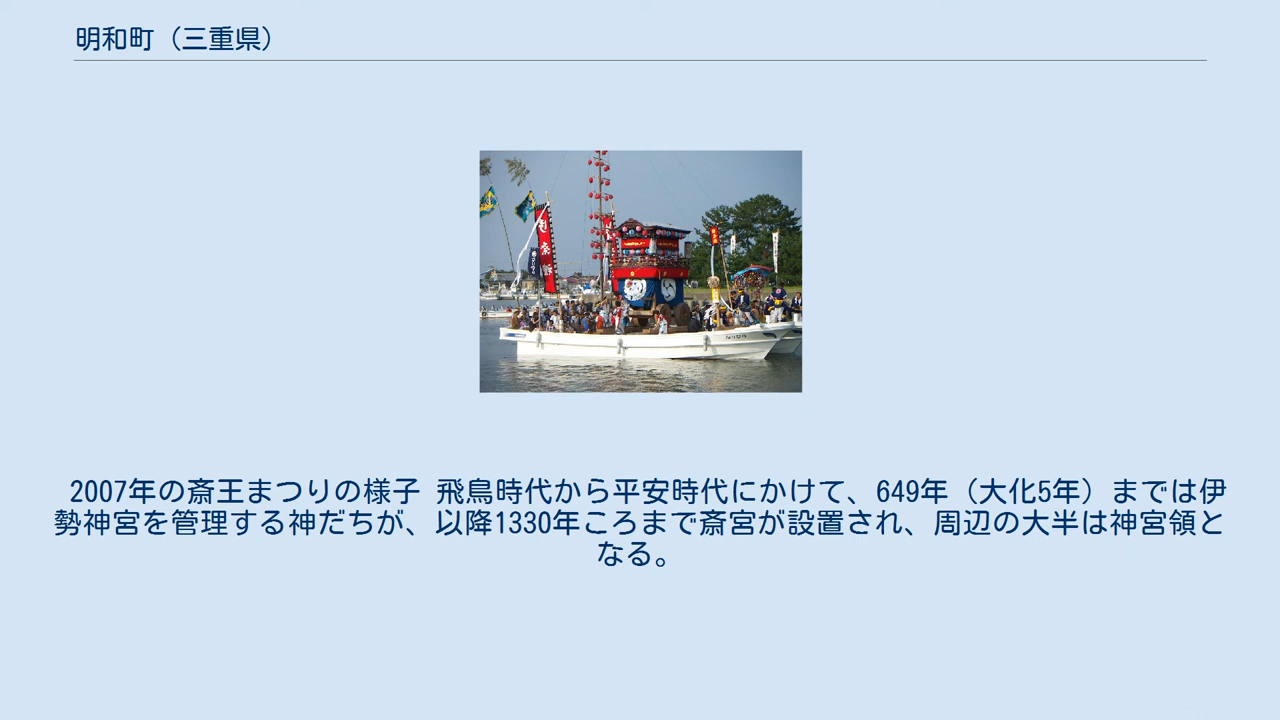 明和町（三重県）
2007年の斎王まつりの様子 飛鳥時代から平安時代にかけて、649年（大化5年）までは伊
勢神宮を管理する神だちが、以降1330年ころまで斎宮が設置され、周辺の大半は神宮領と
なる。